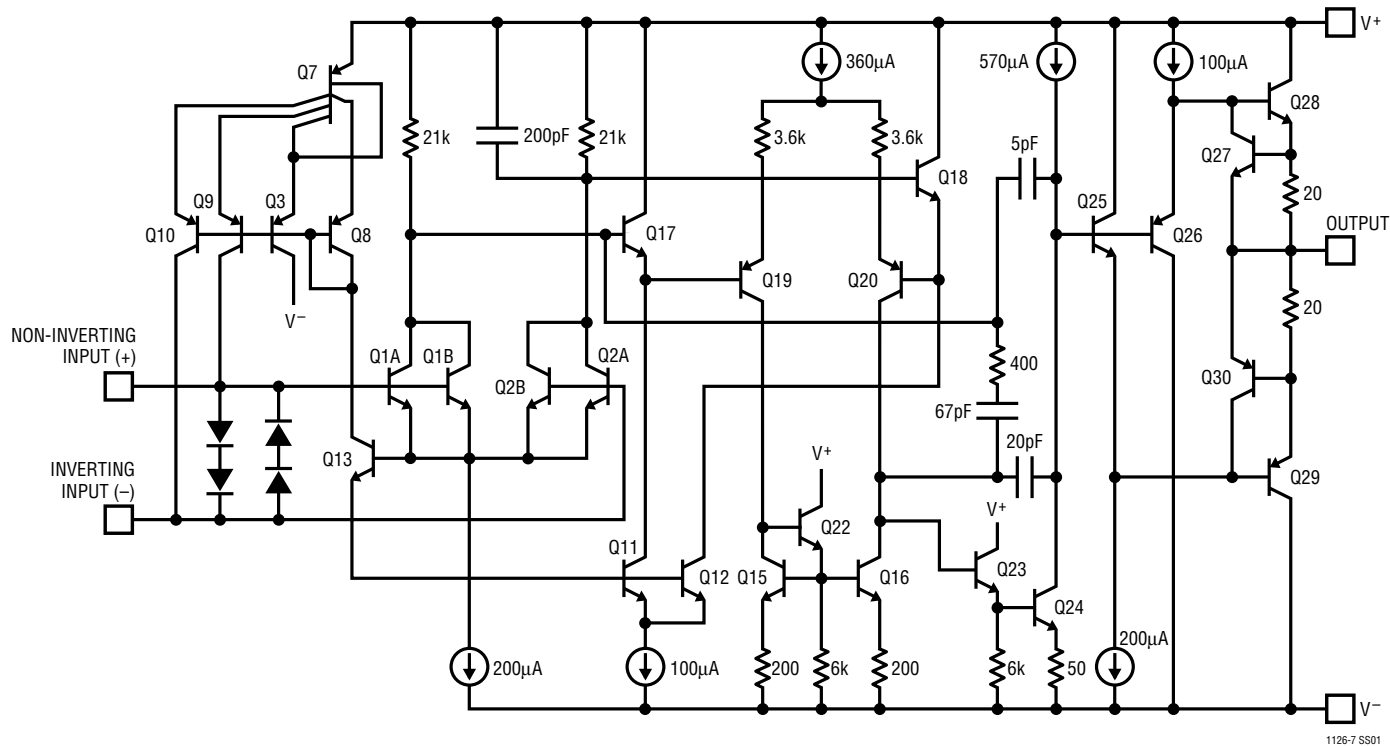 V+
Q7
360µA
570µA
100µA
Q28
21k
200pF
21k
3.6k
3.6k
5pF
Q27
Q18
20
Q9
Q3
Q25
Q10
Q8
Q17
Q26
OUTPUT
Q19
Q20
V–
20
NON-INVERTING
INPUT (+)
Q1A
Q1B
Q2B
Q2A
400
Q30
67pF
20pF
Q13
V+
INVERTING
INPUT (–)
Q29
V+
Q22
Q11
Q12
Q15
Q16
Q23
Q24
200µA
200µA
100µA
200
6k
200
6k
50
V–
1126-7 SS01